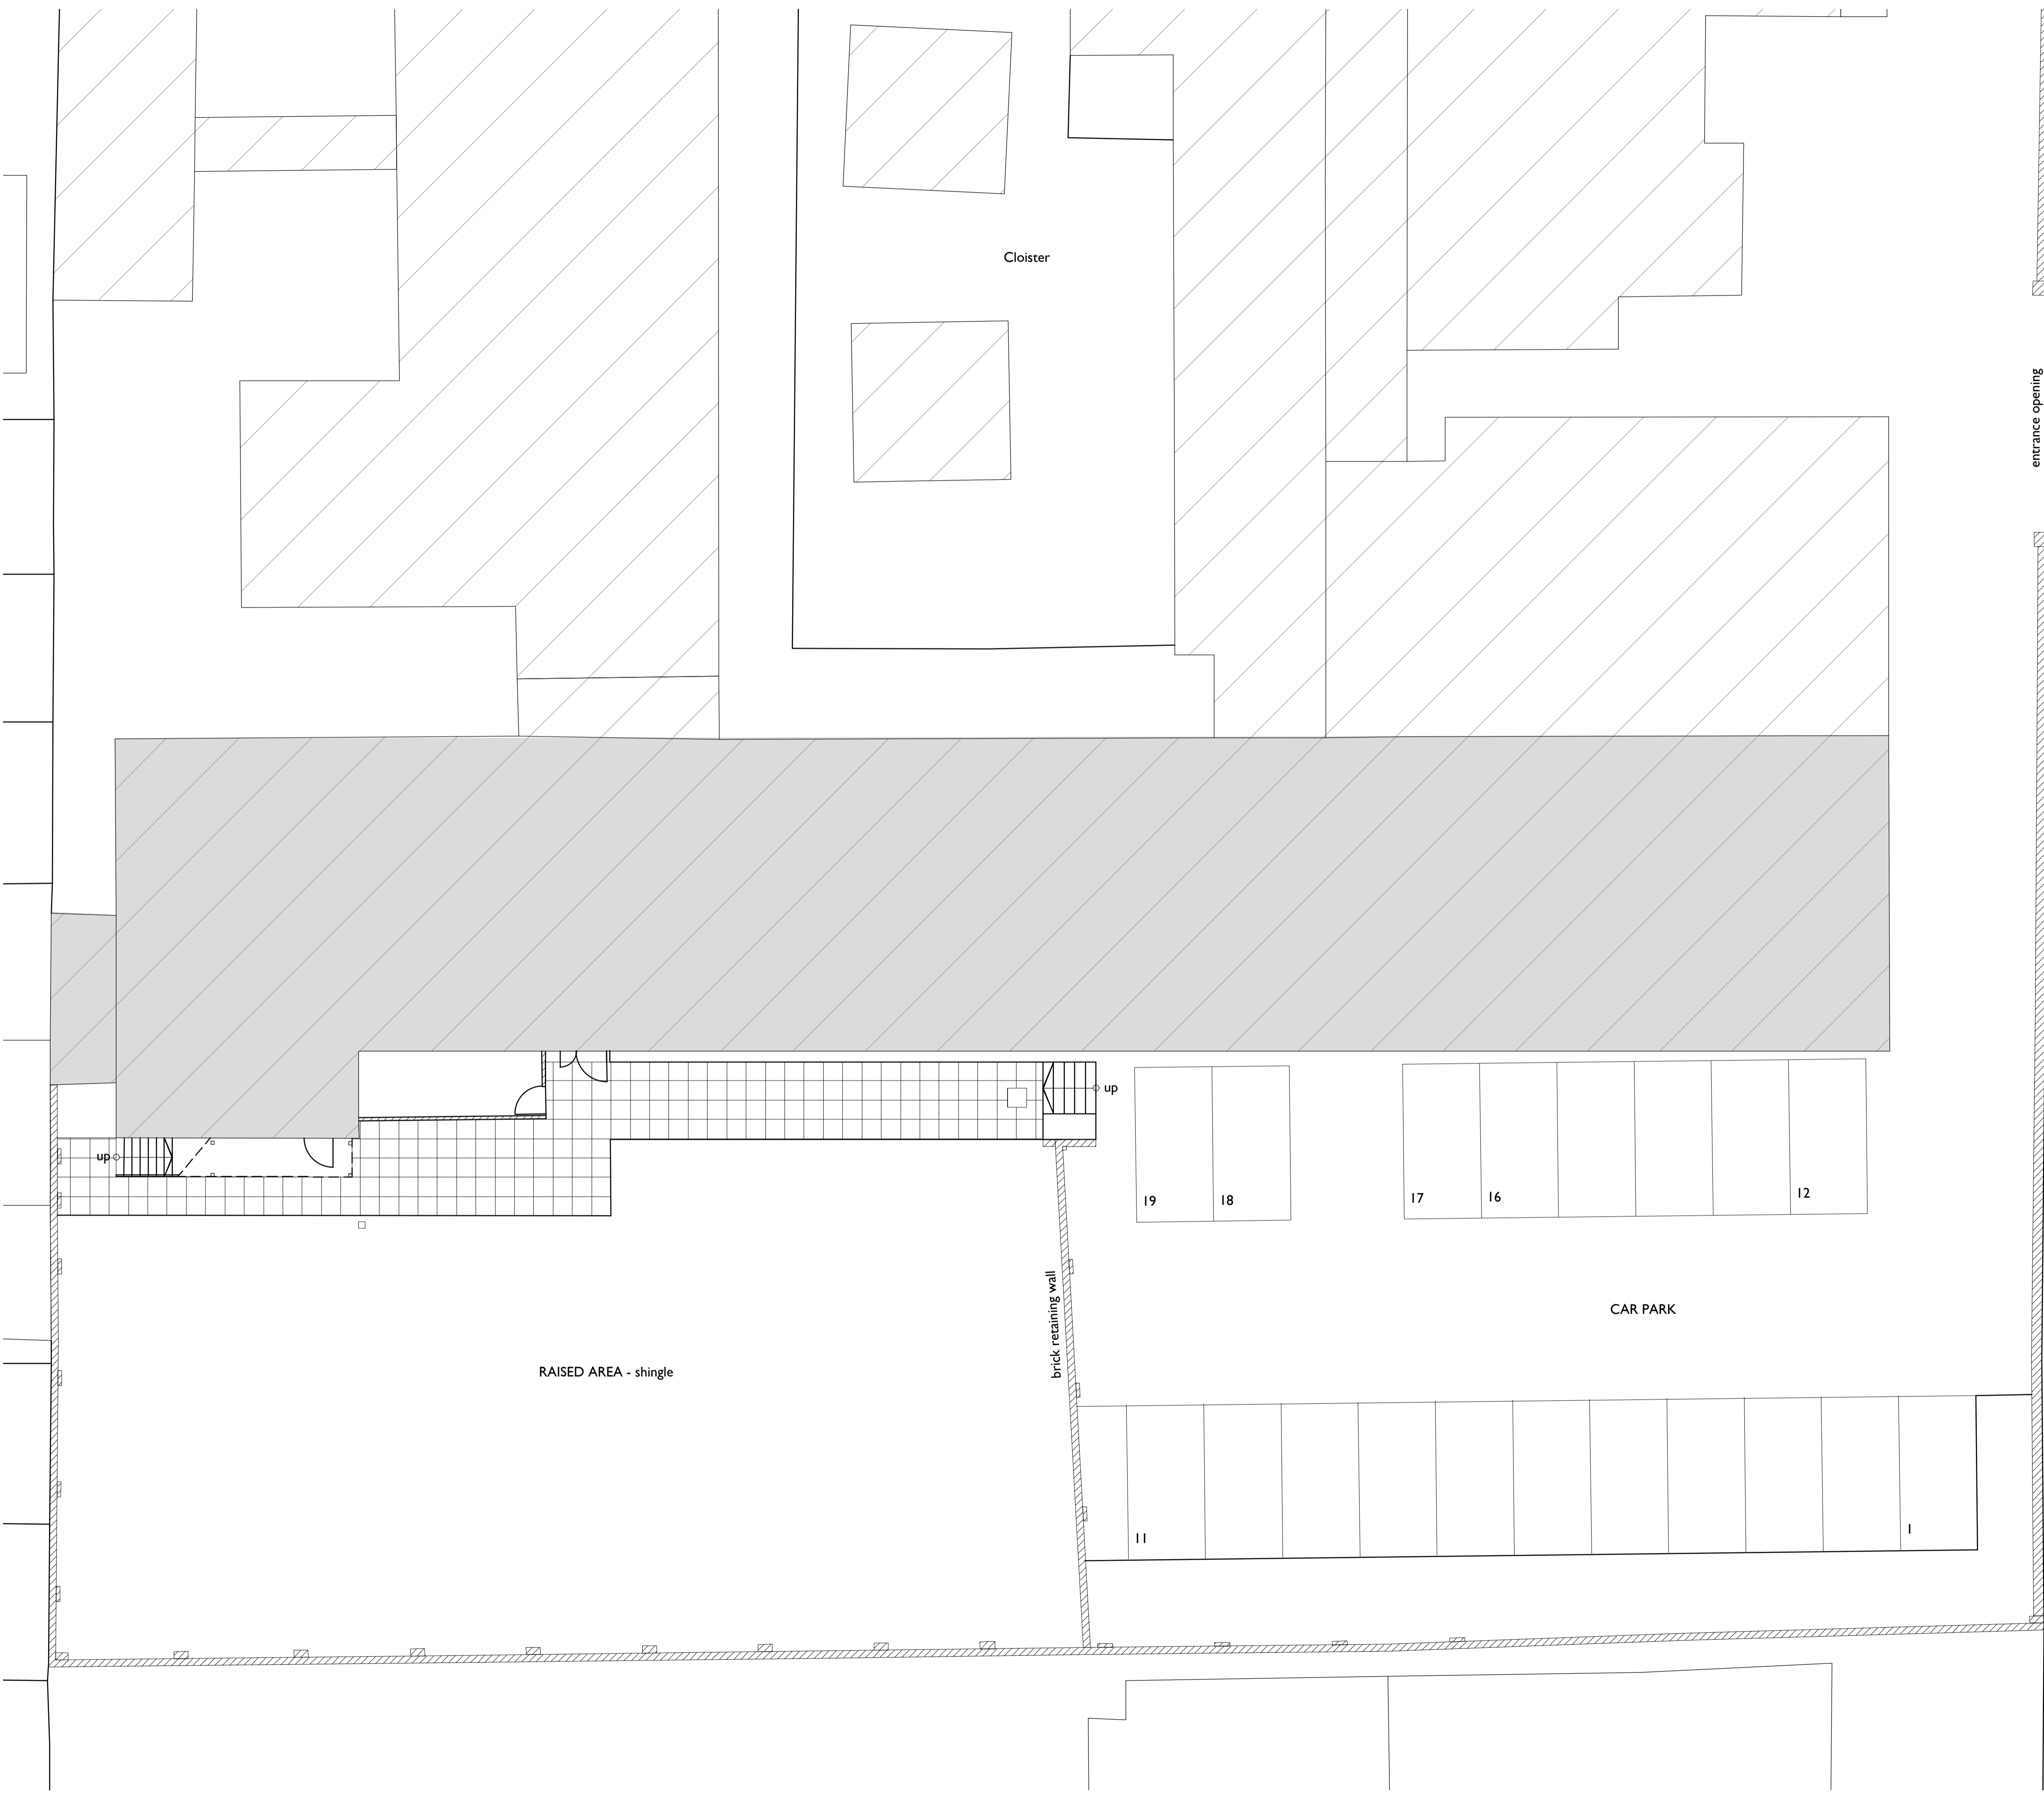 Cloister
entrance opening
up
up
19
18
17
16
12
brick retaining wall
CAR PARK
RAISED AREA - shingle
11
1